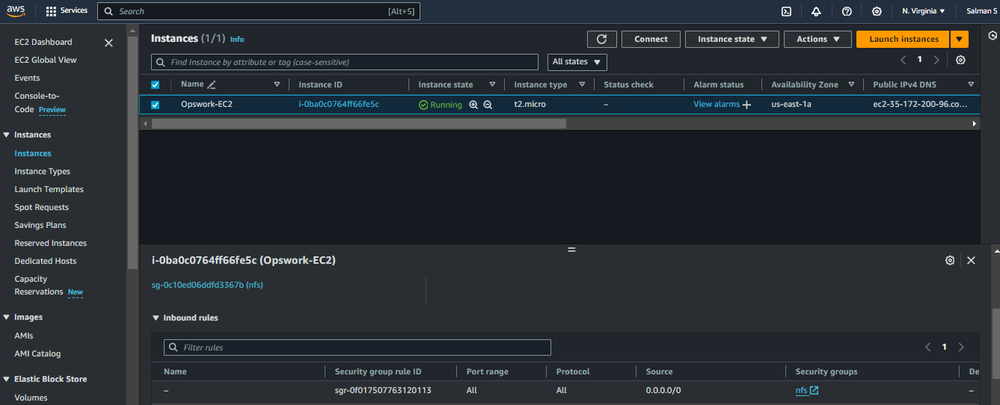 aws
Services
Search
[Alt+S]
N. Virginia
Salman S
EC2 Dashboard
EC2 Global View
Events
Console-to-
Code Preview
Instances
Instances
Instance Types
Launch Templates
Spot Requests
Savings Plans
Reserved Instances
Dedicated Hosts
Capacity
Reservations New
Images
AMIs
AMI Catalog
Elastic Block Store
Volumes
Instances (1/1) Info
Connect
Instance state
Actions
Launch instances
Find Instance by attribute or tag (case-sensitive)
All states
1
Name Instance ID Instance state Instance type Status check Alarm status Availability Zone Public IPv4 DNS
Opswork-EC2 i-0ba0c0764ff66fe5c Running t2.micro – View alarms + us-east-1a ec2-35-172-200-96.co...
i-0ba0c0764ff66fe5c (Opswork-EC2)
sg-0c10ed06ddfd3367b (nfs)
Inbound rules
Filter rules
1
Name Security group rule ID Port range Protocol Source Security groups De
– sgr-0f017507763120113 All All 0.0.0.0/0 nfs –